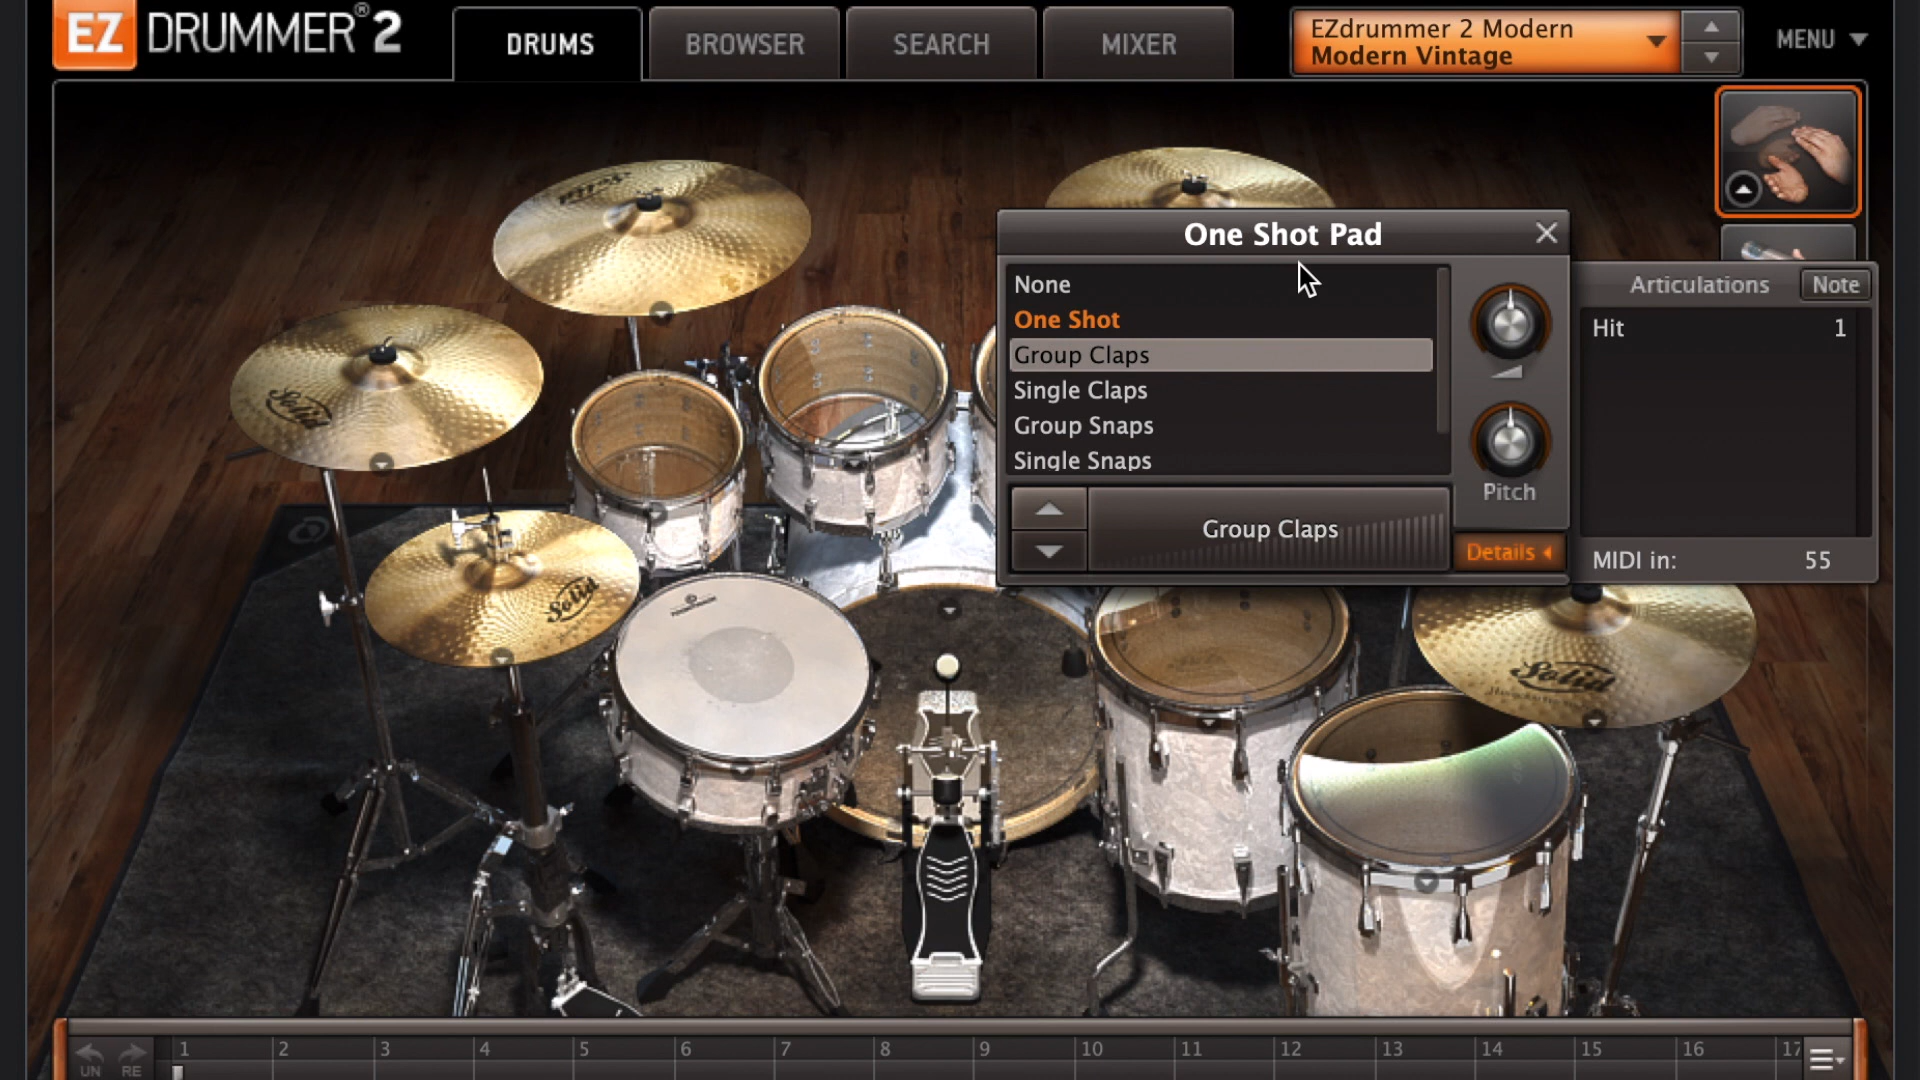 EZ DRUMMER® 2
DRUMS
BROWSER
SEARCH
MIXER
EZdrummer 2 Modern
Modern Vintage
MENU
One Shot Pad
None
One Shot
Group Claps
Single Claps
Group Snaps
Single Snaps
Group Claps
Pitch
Details
Articulations
Note
Hit 1
MIDI in: 55
Solid
Solid
Solid
UN RE
1 2 3 4 5 6 7 8 9 10 11 12 13 14 15 16 17